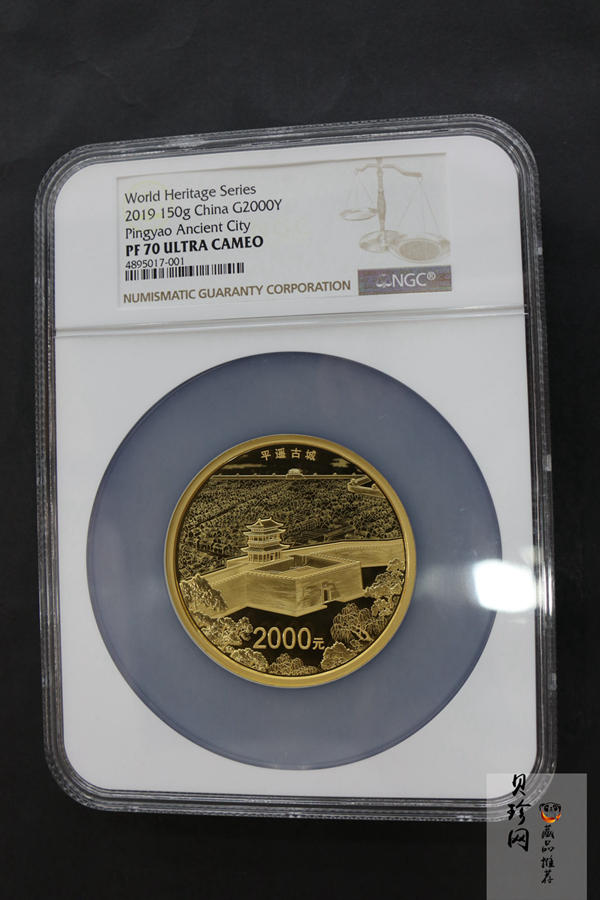 World Heritage Series
2019 150g China G2000Y
Pingyao Ancient City
PF 70 ULTRA CAMEO
4895017-001
NUMISMATIC GUARANTY CORPORATION
NGC®
平遥古城
2000元
贝珍网
藏品推荐